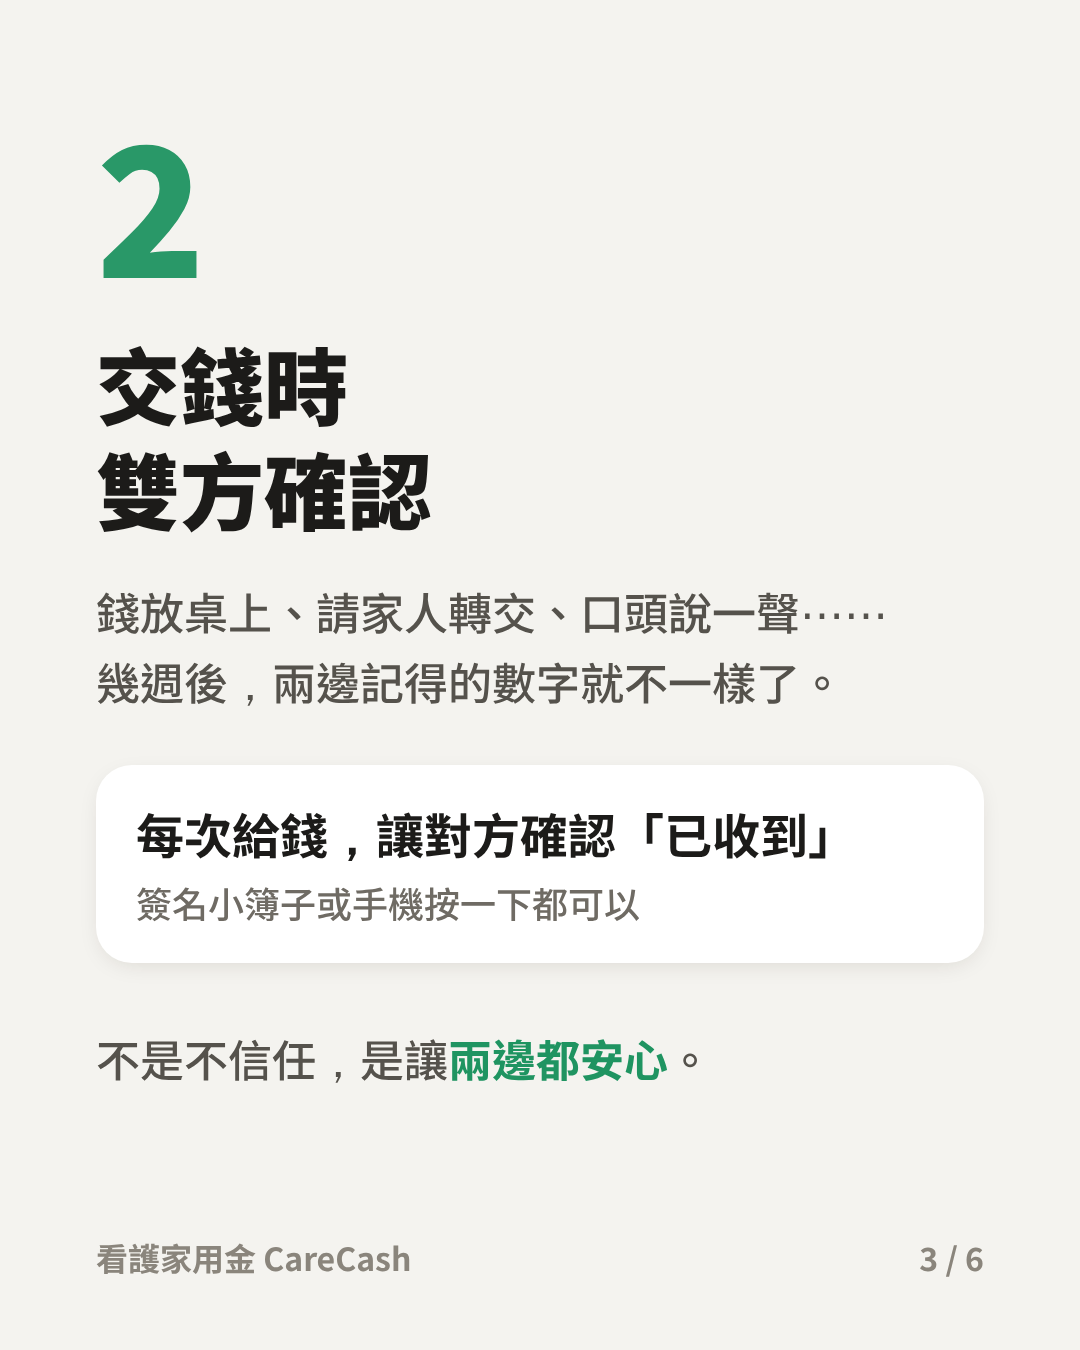 2
交錢時
雙方確認
錢放桌上、請家人轉交、口頭說一聲⋯⋯
幾週後，兩邊記得的數字就不一樣了。
每次給錢，讓對方確認「已收到」
簽名小簿子或手機按一下都可以
不是不信任，是讓兩邊都安心。
看護家用金 CareCash
3 / 6